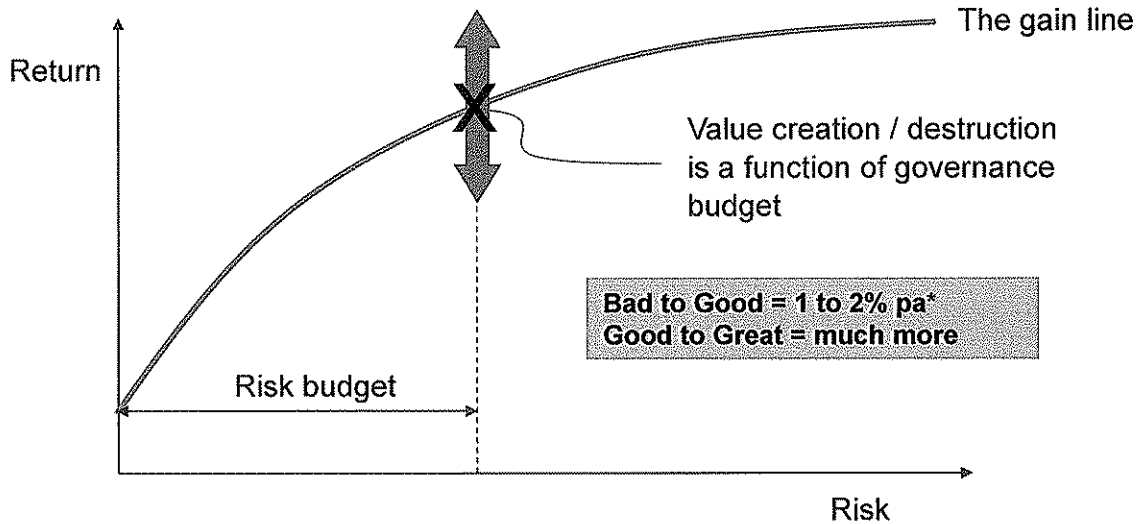 The gain line
Return
Value creation / destruction
is a function of governance
budget
Bad to Good = 1 to 2% pa*
Good to Great = much more
Risk budget
Risk